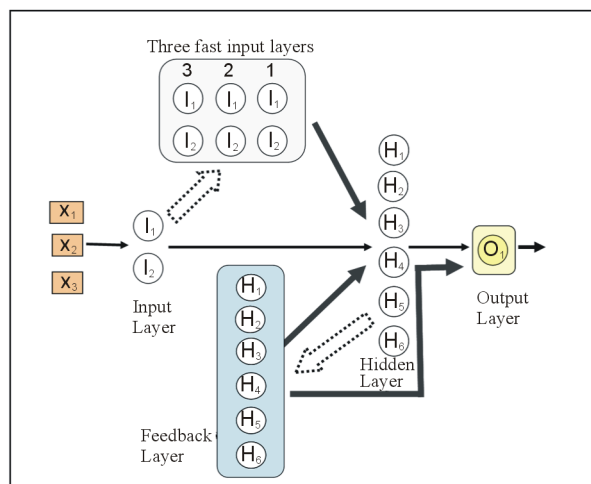 Three fast input layers
3 2 1
I₁ I₁ I₁
I₂ I₂ I₂
H₁
H₂
H₃
H₄
H₅
H₆
Hidden
Layer
X₁
X₂
X₃
I₁
I₂
Input
Layer
O₁
Output
Layer
H₁
H₂
H₃
H₄
H₅
H₆
Feedback
Layer